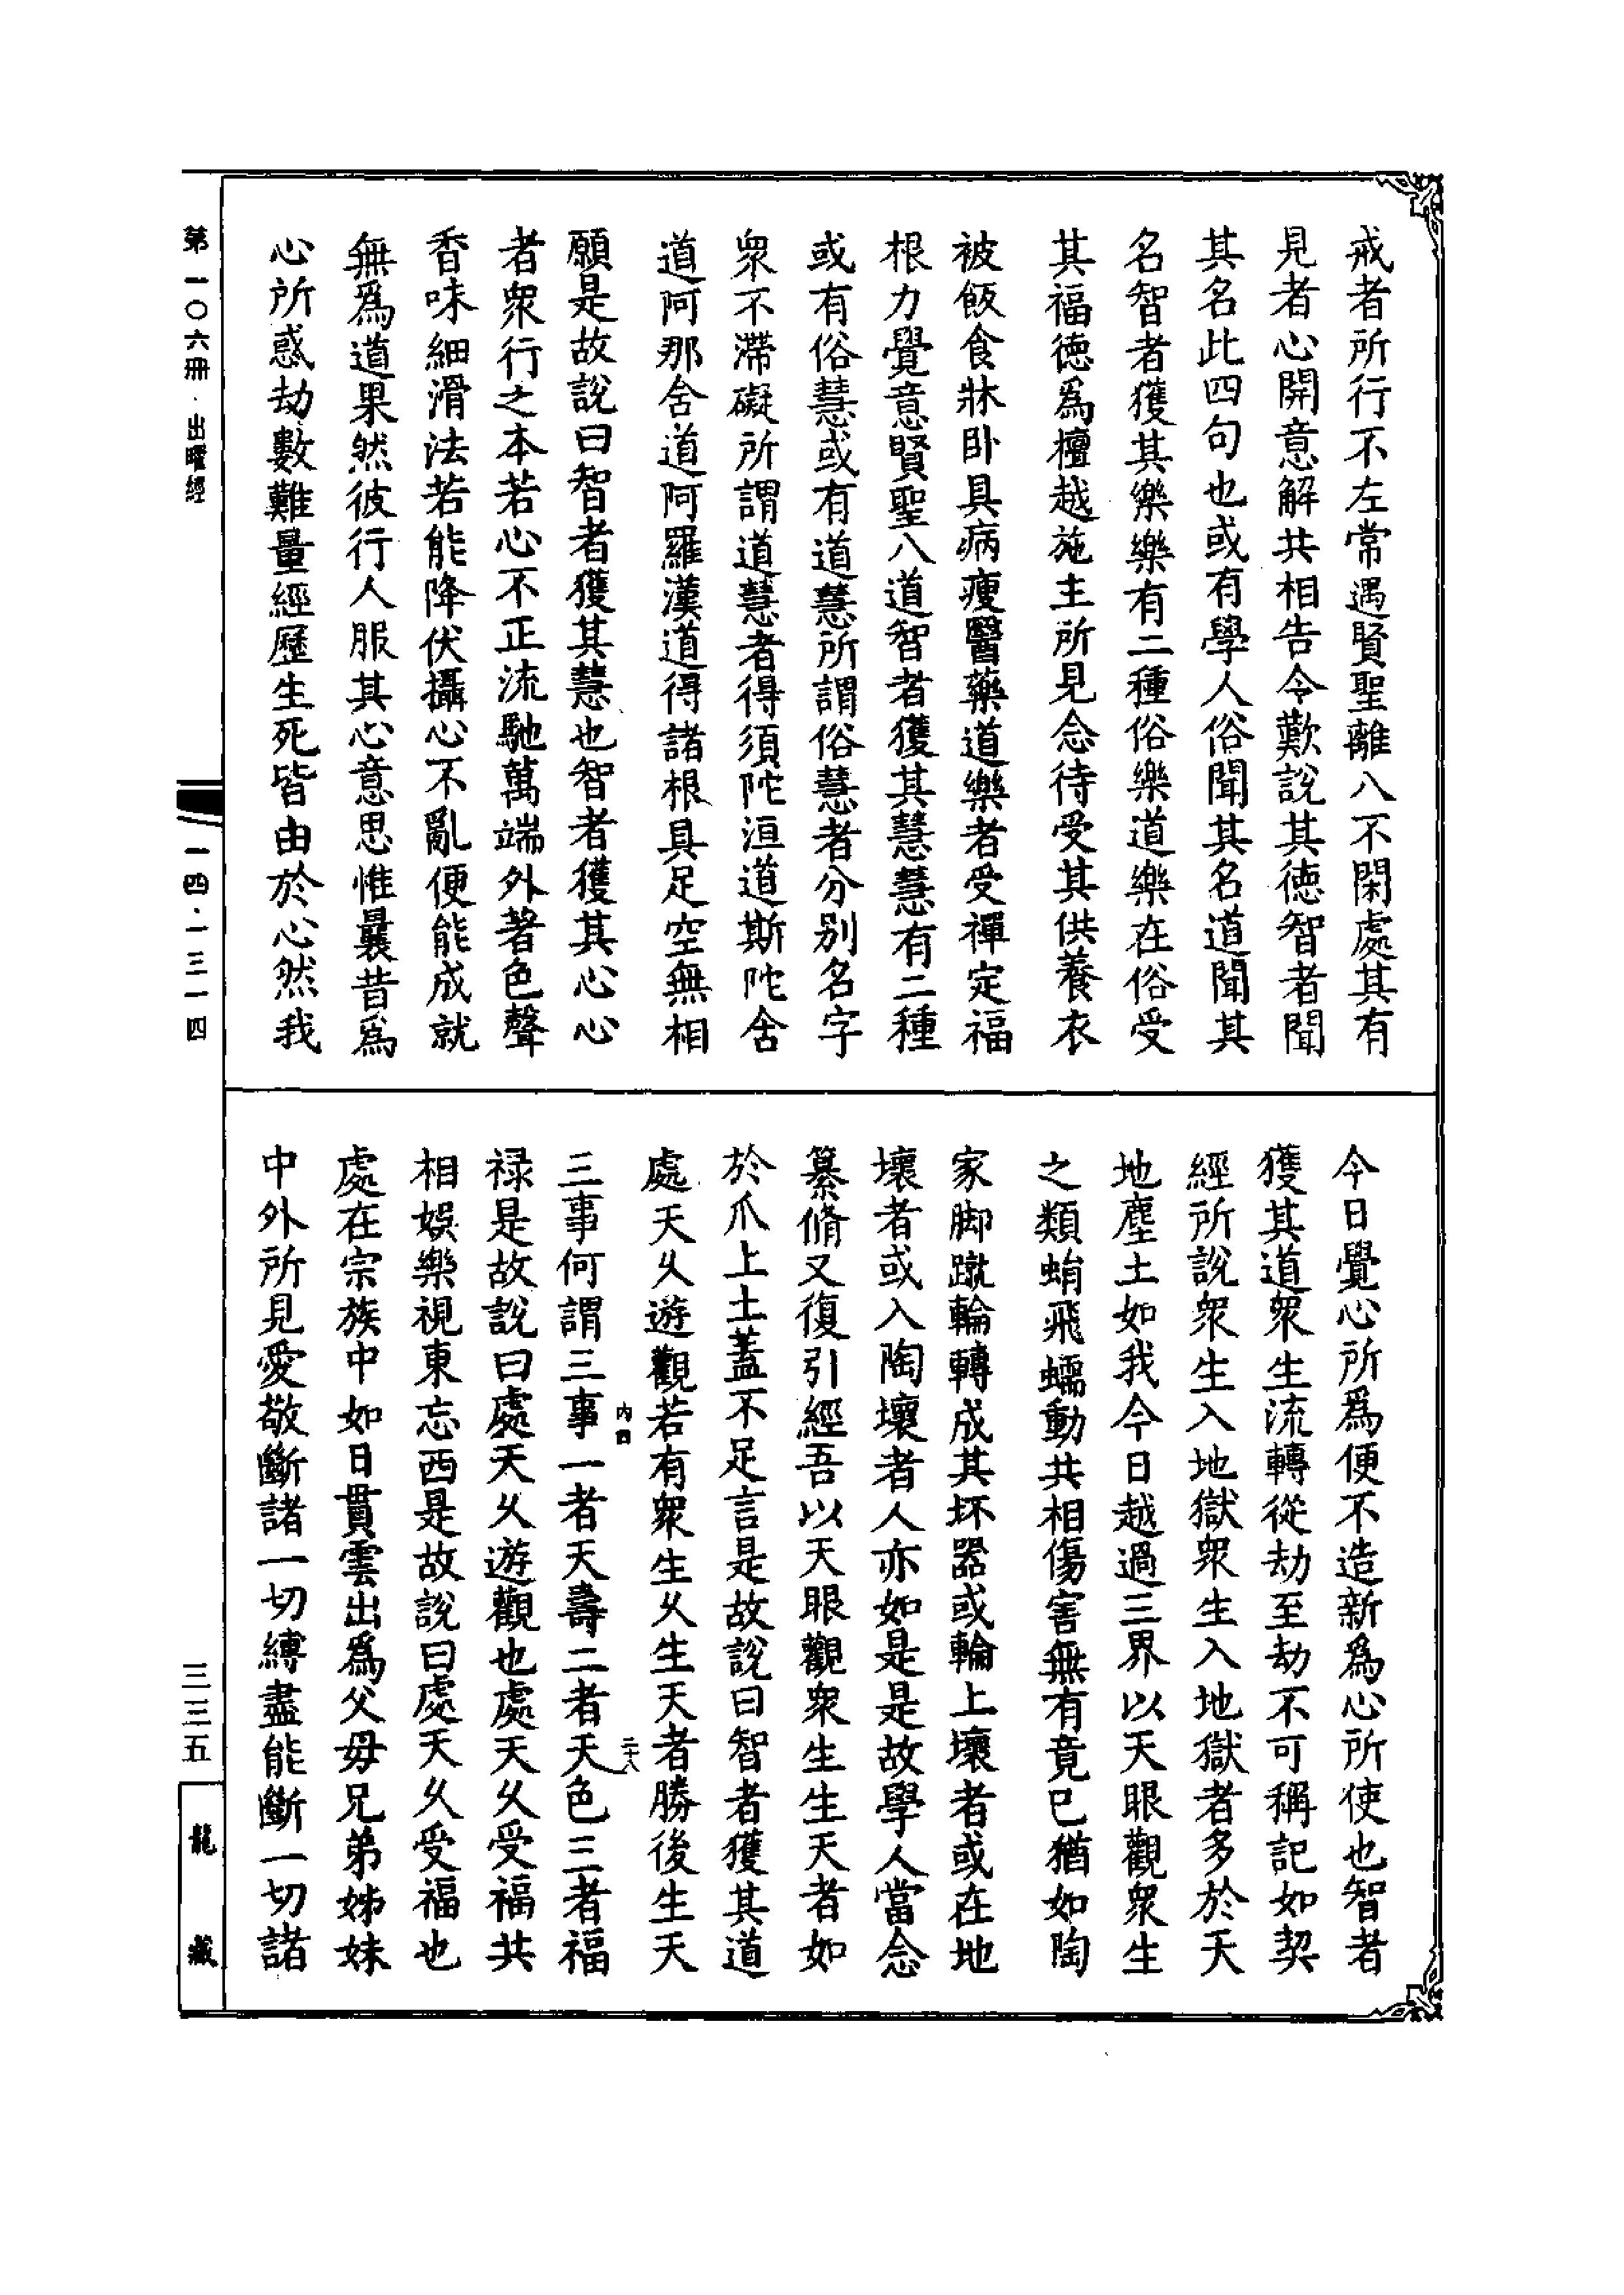 戒者所行不左常遇賢聖離八不閑處其有
見者心開意解共相告令歎說其德智者聞
其名此四句也或有學人俗聞其名道聞其
名智者獲其樂樂有二種俗樂道樂在俗受
其福德爲檀越施主所見念待受其供養衣
被飯食牀卧具病瘦醫藥道樂者受禪定福
根力覺意賢聖八道智者獲其慧慧有二種
或有俗慧或有道慧所謂俗慧者分別名字
衆不滯礙所謂道慧者得須陀洹道斯陀舍
道阿那舍道阿羅漢道得諸根具足空無相
願是故說曰智者獲其慧也智者獲其心心
者衆行之本若心不正流馳萬端外著色聲
香味細滑法若能降伏攝心不亂便能成就
無爲道果然彼行人服其心意思惟曩昔爲
心所惑劫數難量經歷生死皆由於心然我
今日覺心所爲便不造新爲心所使也智者
獲其道衆生流轉從劫至劫不可稱記如契
經所說衆生入地獄衆生入地獄者多於天
地塵土如我今日越過三界以天眼觀衆生
之類蜎飛蠕動共相傷害無有竟已猶如陶
家脚蹴輪轉成其坏器或輪上壞者或在地
壞者或入陶壞者人亦如是是故學人當念
纂脩又復引經吾以天眼觀衆生生天者如
於爪上土蓋不足言是故說曰智者獲其道
處天久遊觀若有衆生久生天者勝後生天
三事何謂三事一者天壽二者天色三者福
祿是故說曰處天久遊觀也處天久受福共
相娛樂視東忘西是故說曰處天久受福也
處在宗族中如日貫雲出爲父母兄弟姊妹
中外所見愛敬斷諸一切縛盡能斷一切諸
內四
二十八
第一〇六冊·出曜經
一四·一三一四
三三五
龍藏